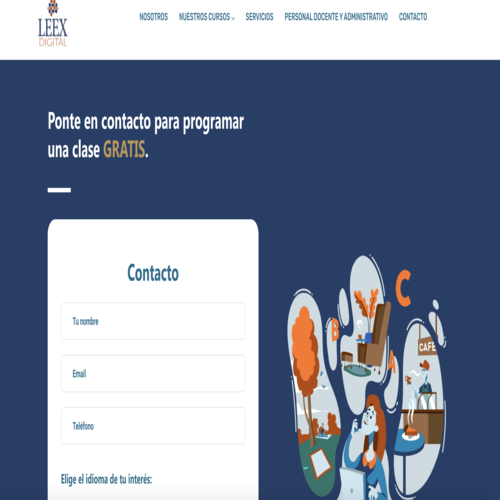 LEEX
DIGITAL
NOSOTROS NUESTROS CURSOS SERVICIOS PERSONAL DOCENTE Y ADMINISTRATIVO CONTACTO
Ponte en contacto para programar
una clase GRATIS.
Contacto
Tu nombre
Email
Teléfono
Elige el idioma de tu interés:
C
B
A
CAFE